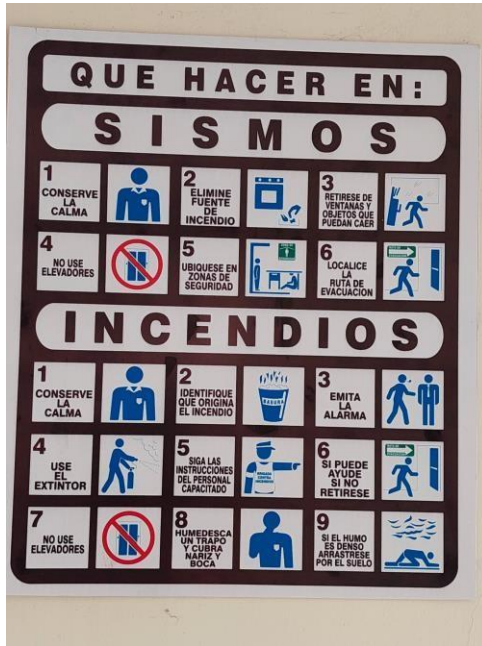 QUE HACER EN:
SISMOS
1
CONSERVE
LA
CALMA
2
ELIMINE
FUENTE
DE
INCENDIO
3
RETIRESE DE
VENTANAS Y
OBJETOS QUE
PUEDAN CAER
4
NO USE
ELEVADORES
5
UBIQUESE EN
ZONAS DE
SEGURIDAD
6
LOCALICE
LA
RUTA DE
EVACUACION
INCENDIOS
1
CONSERVE
LA
CALMA
2
IDENTIFIQUE
QUE ORIGINA
EL INCENDIO
BASURA
3
EMITA
LA
ALARMA
4
USE
EL
EXTINTOR
5
SIGA LAS
INSTRUCCIONES
DEL PERSONAL
CAPACITADO
BRIGADA
CONTRA
INCENDIO
6
SI PUEDE
AYUDE
SI NO
RETIRESE
7
NO USE
ELEVADORES
8
HUMEDESCA
UN TRAPO
Y CUBRA
NARIZ Y
BOCA
9
SI EL HUMO
ES DENSO
ARRASTRESE
POR EL SUELO